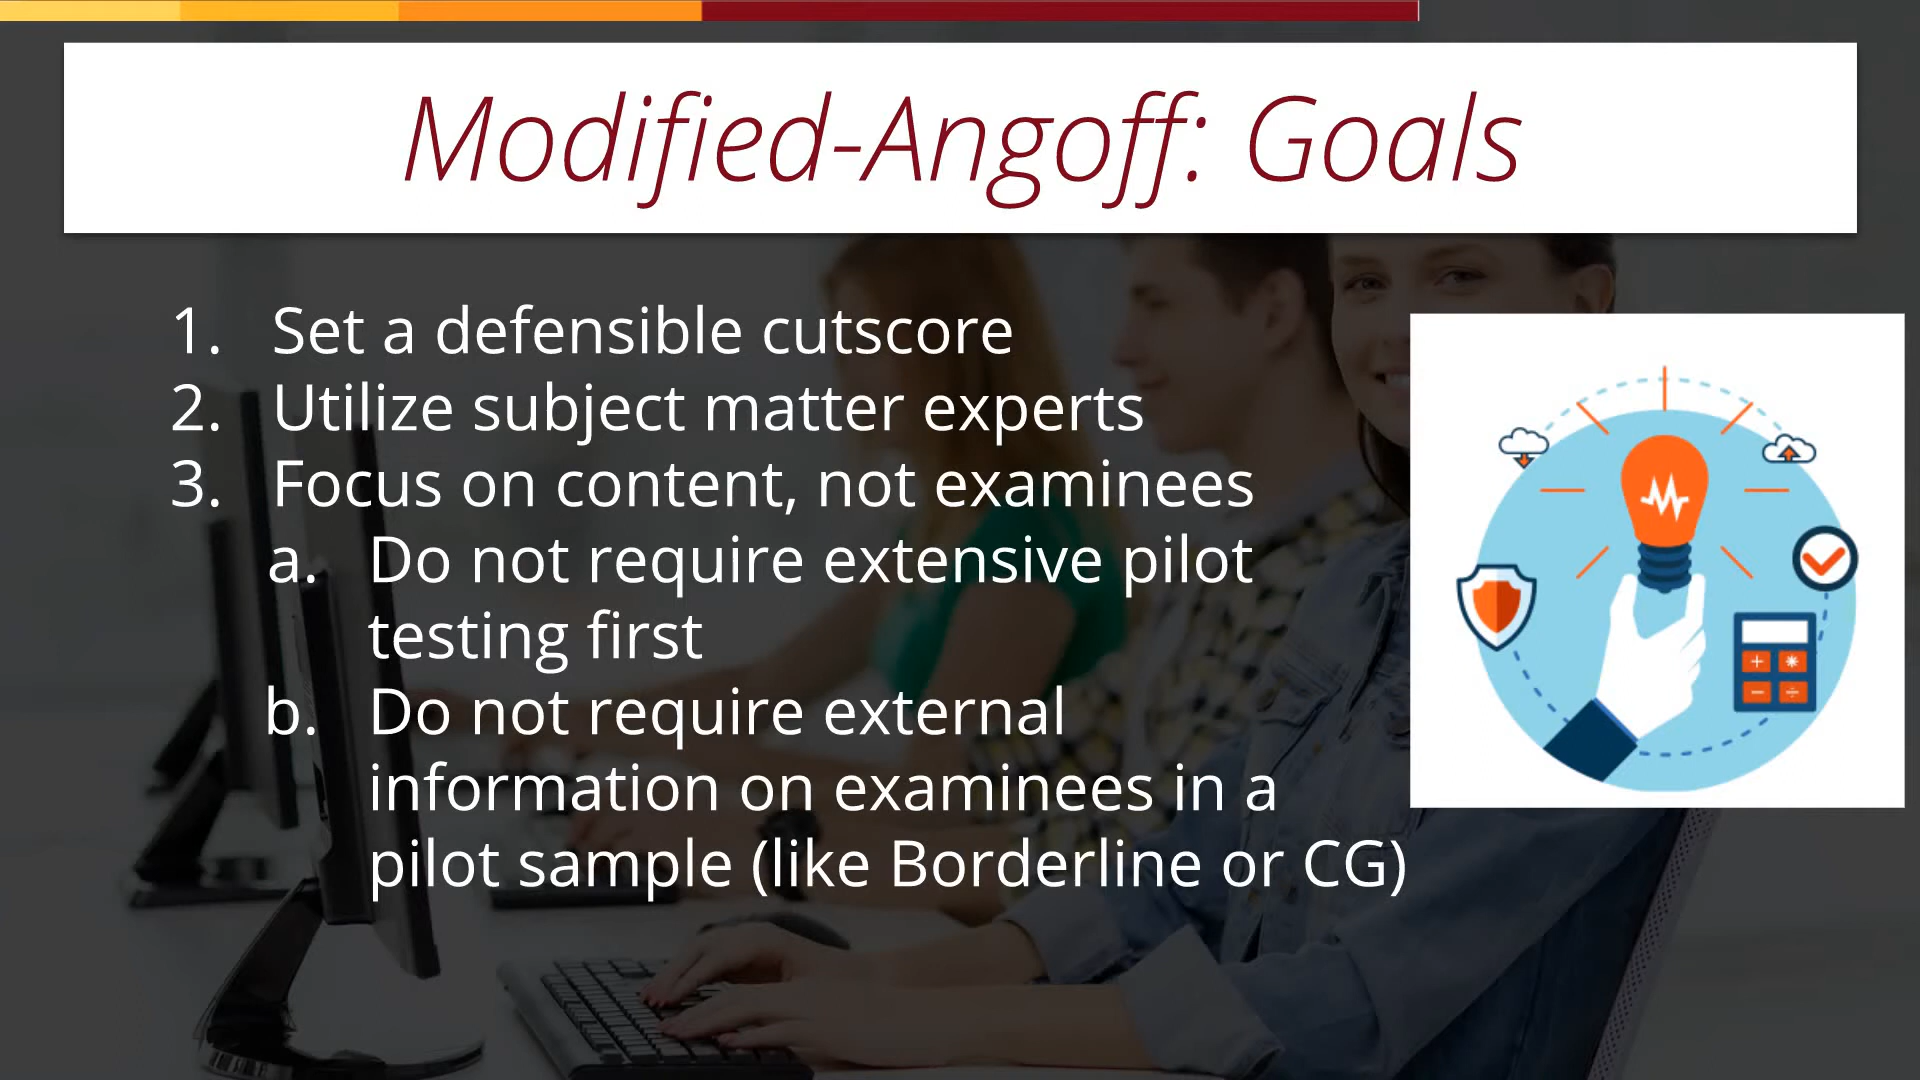 Modified-Angoff: Goals
1. Set a defensible cutscore
2. Utilize subject matter experts
3. Focus on content, not examinees
a. Do not require extensive pilot
testing first
b. Do not require external
information on examinees in a
pilot sample (like Borderline or CG)